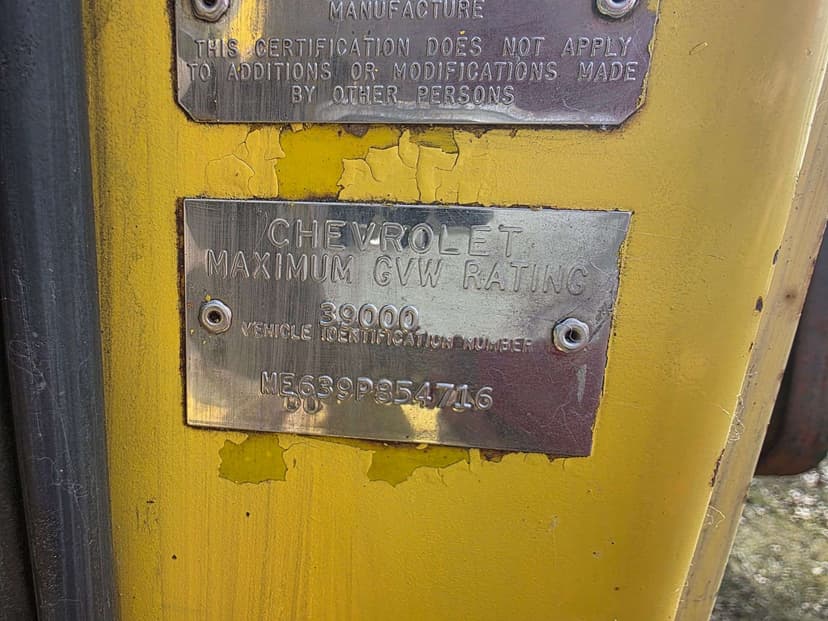 MANUFACTURE
THIS CERTIFICATION DOES NOT APPLY
TO ADDITIONS OR MODIFICATIONS MADE
BY OTHER PERSONS
CHEVROLET
MAXIMUM GVW RATING
39000
VEHICLE IDENTIFICATION NUMBER
ME639P854716